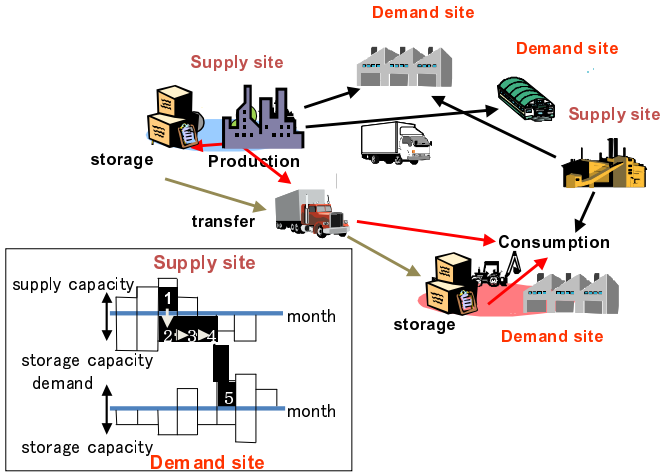 Demand site
Demand site
Supply site
Supply site
storage
Production
transfer
Consumption
storage
Demand site
Supply site
supply capacity
1
month
2 3 4
storage capacity
demand
5
month
storage capacity
Demand site